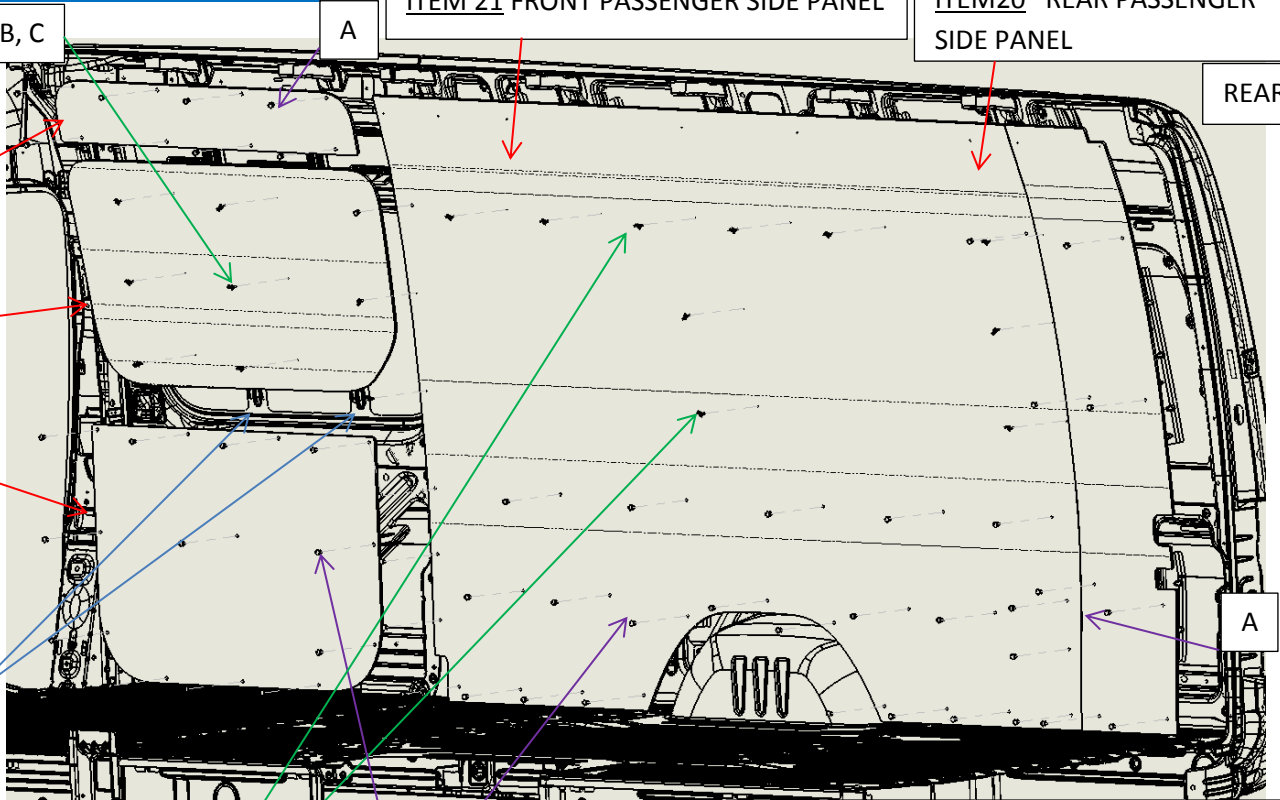 B, C
A
ITEM 21 FRONT PASSENGER SIDE PANEL
ITEM20 REAR PASSENGER
SIDE PANEL
REAR
A